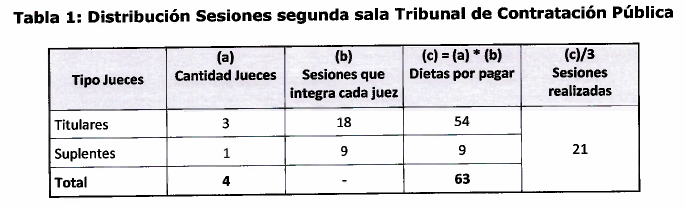 Tabla 1: Distribución Sesiones segunda sala Tribunal de Contratación Pública
Tipo Jueces
(a)
Cantidad Jueces
(b)
Sesiones que
integra cada juez
(c) = (a) * (b)
Dietas por pagar
(c)/3
Sesiones
realizadas
Titulares 3 18 54
Suplentes 1 9 9
21
Total 4 - 63